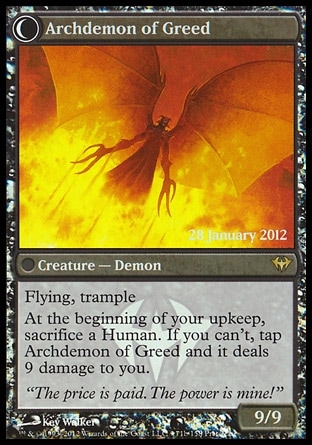 Archdemon of Greed
28 January 2012
Creature — Demon
Flying, trample
At the beginning of your upkeep,
sacrifice a Human. If you can't, tap
Archdemon of Greed and it deals
9 damage to you.
"The price is paid. The power is mine!"
Kev Walker
9/9